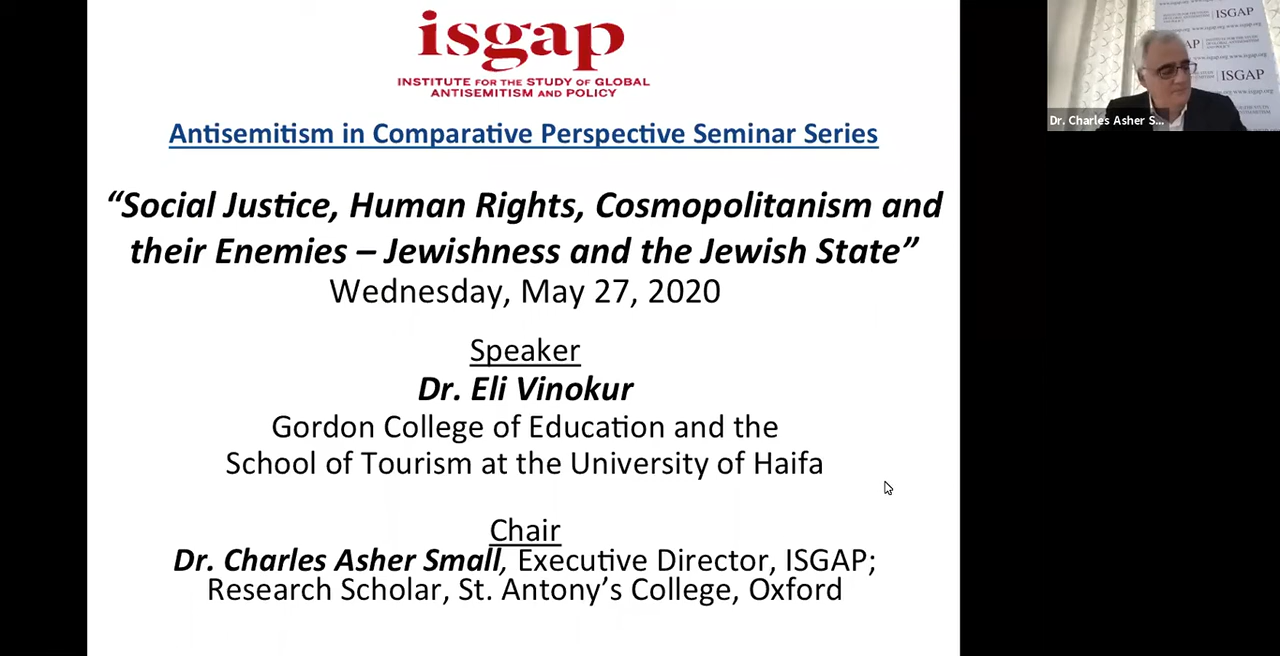 isgap
INSTITUTE FOR THE STUDY OF GLOBAL
ANTISEMITISM AND POLICY
Antisemitism in Comparative Perspective Seminar Series
“Social Justice, Human Rights, Cosmopolitanism and
their Enemies – Jewishness and the Jewish State”
Wednesday, May 27, 2020
Speaker
Dr. Eli Vinokur
Gordon College of Education and the
School of Tourism at the University of Haifa
Chair
Dr. Charles Asher Small, Executive Director, ISGAP;
Research Scholar, St. Antony’s College, Oxford
ISGAP
ISGAP
Dr. Charles Asher S...